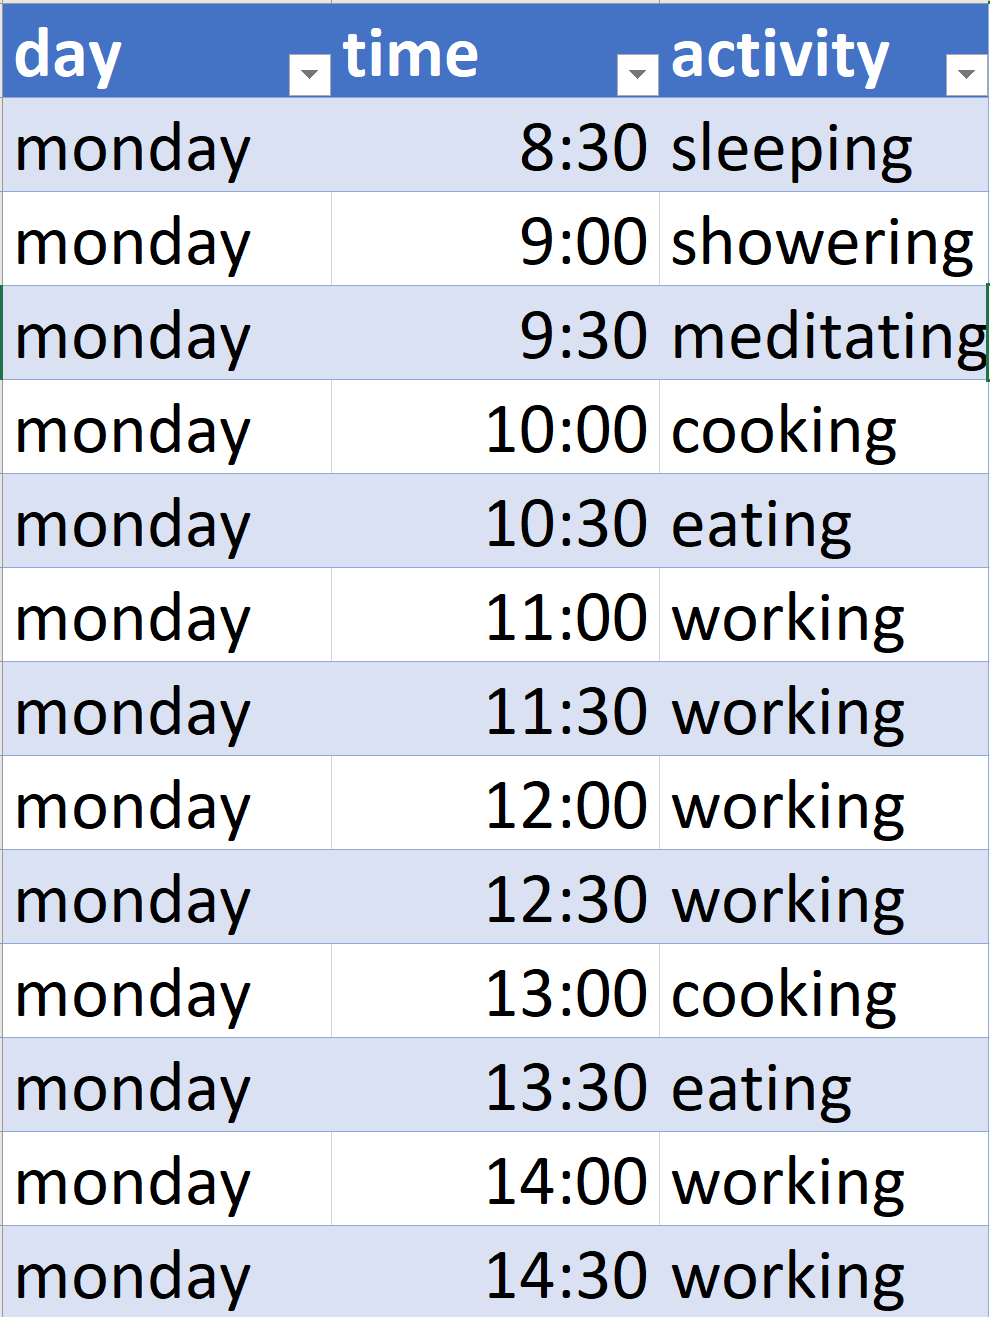 day time activity
monday 8:30 sleeping
monday 9:00 showering
monday 9:30 meditating
monday 10:00 cooking
monday 10:30 eating
monday 11:00 working
monday 11:30 working
monday 12:00 working
monday 12:30 working
monday 13:00 cooking
monday 13:30 eating
monday 14:00 working
monday 14:30 working